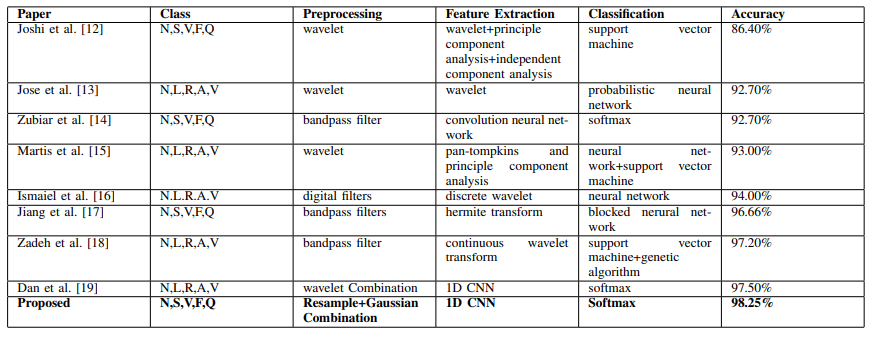 Paper Class Preprocessing Feature Extraction Classification Accuracy
Joshi et al. [12] N,S,V,F,Q wavelet wavelet+principle support vector 86.40%
component machine
analysis+independent
component analysis
Jose et al. [13] N,L,R,A,V wavelet wavelet probabilistic neural 92.70%
network
Zubiar et al. [14] N,S,V,F,Q bandpass filter convolution neural net- softmax 92.70%
work
Martis et al. [15] N,L,R,A,V wavelet pan-tompkins and neural net- 93.00%
principle component work+support vector
analysis machine
Ismaiel et al. [16] N.L.R.A.V digital filters discrete wavelet neural network 94.00%
Jiang et al. [17] N,S,V,F,Q bandpass filters hermite transform blocked nerural net- 96.66%
work
Zadeh et al. [18] N,L,R,A,V bandpass filter continuous wavelet support vector 97.20%
transform machine+genetic
algorithm
Dan et al. [19] N,L,R,A,V wavelet Combination 1D CNN softmax 97.50%
Proposed N,S,V,F,Q Resample+Gaussian 1D CNN Softmax 98.25%
Combination